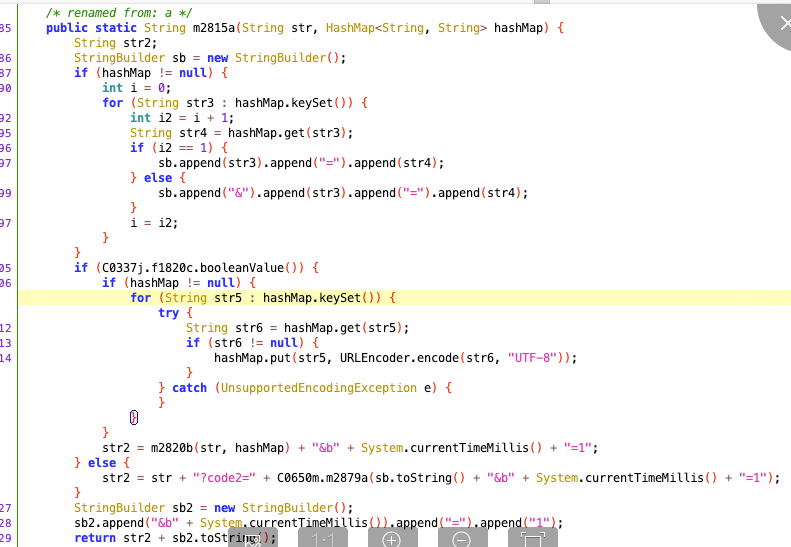 /* renamed from: a */
85 public static String m2815a(String str, HashMap<String, String> hashMap) {
String str2;
86 StringBuilder sb = new StringBuilder();
87 if (hashMap != null) {
90 int i = 0;
for (String str3 : hashMap.keySet()) {
92 int i2 = i + 1;
95 String str4 = hashMap.get(str3);
96 if (i2 == 1) {
97 sb.append(str3).append("=").append(str4);
} else {
99 sb.append("&").append(str3).append("=").append(str4);
}
97 i = i2;
}
}
05 if (C0337j.f1820c.booleanValue()) {
06 if (hashMap != null) {
for (String str5 : hashMap.keySet()) {
try {
12 String str6 = hashMap.get(str5);
13 if (str6 != null) {
14 hashMap.put(str5, URLEncoder.encode(str6, "UTF-8"));
}
} catch (UnsupportedEncodingException e) {
}
}
}
str2 = m2820b(str, hashMap) + "&b" + System.currentTimeMillis() + "=1";
} else {
str2 = str + "?code2=" + C0650m.m2879a(sb.toString() + "&b" + System.currentTimeMillis() + "=1");
}
27 StringBuilder sb2 = new StringBuilder();
28 sb2.append("&b" + System.currentTimeMillis()).append("=").append("1");
29 return str2 + sb2.toString();
1:1